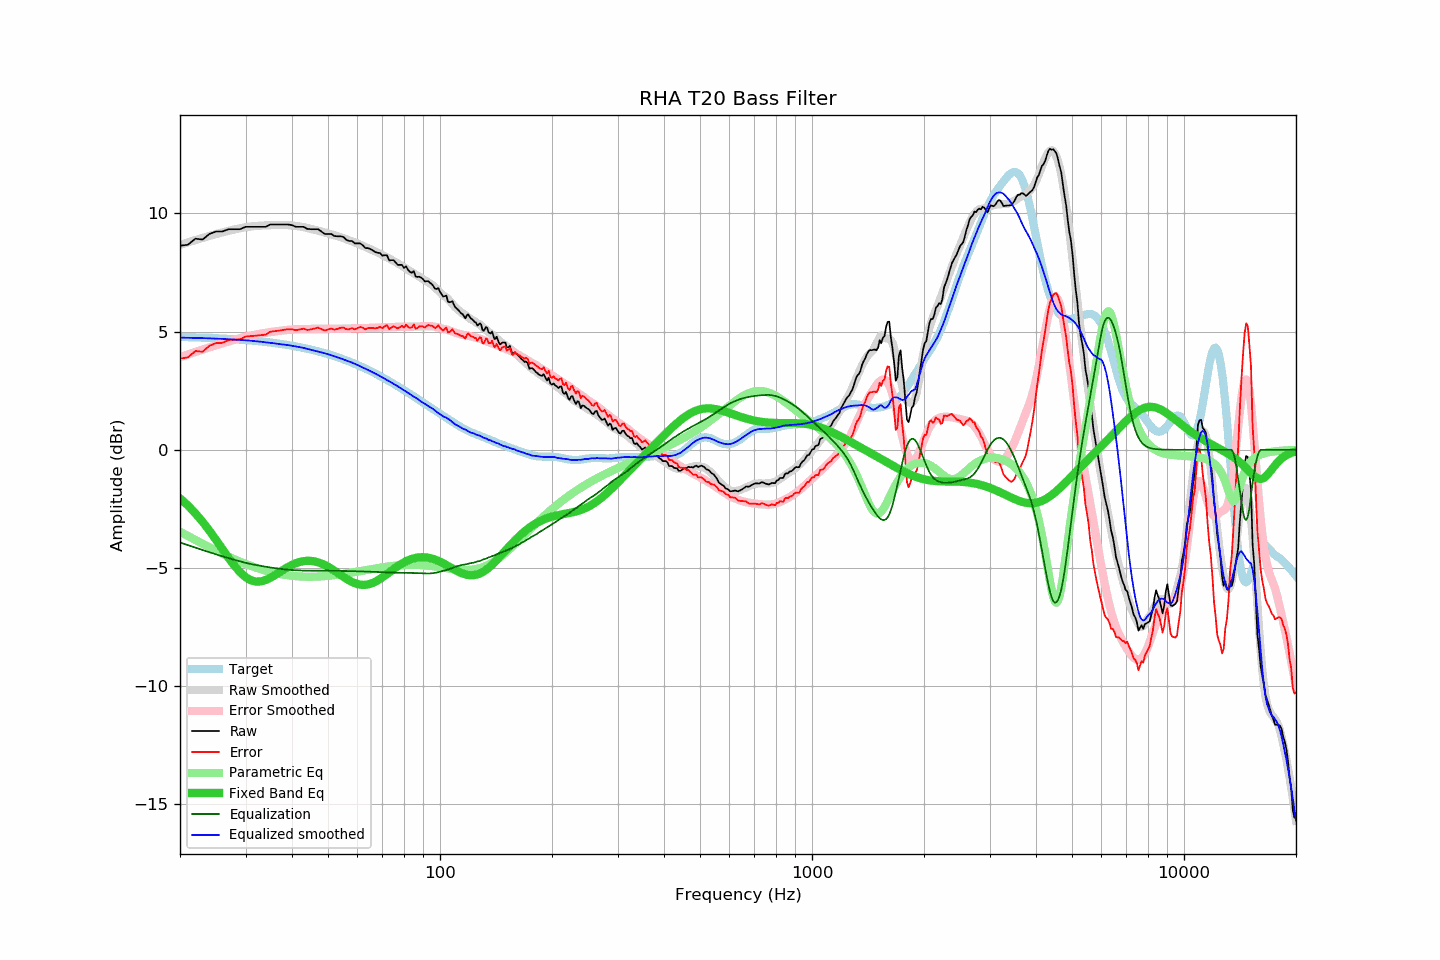 RHA T20 Bass Filter
Amplitude (dBr)
10
5
0
−5
−10
−15
Target
Raw Smoothed
Error Smoothed
Raw
Error
Parametric Eq
Fixed Band Eq
Equalization
Equalized smoothed
100
1000
10000
Frequency (Hz)